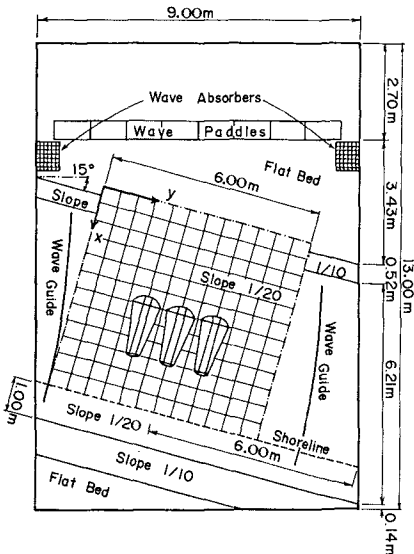 9.00m
2.70m
Wave Absorbers
Wave Paddles
15°
Flat Bed
6.00m
3.43m
Slope
y
x
1/10
0.52m
13.00m
Slope 1/20
Wave Guide
Wave Guide
6.21m
1.00m
Slope 1/20
6.00m
Shoreline
Slope 1/10
Flat Bed
0.14m